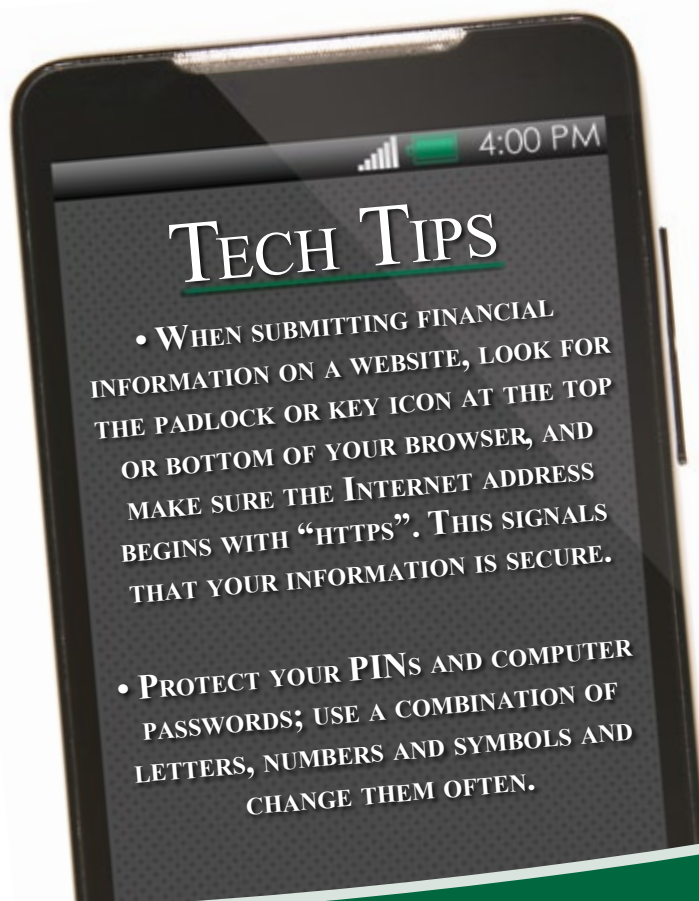 4:00 PM
Tech Tips
• When submitting financial
information on a website, look for
the padlock or key icon at the top
or bottom of your browser, and
make sure the Internet address
begins with “https”. This signals
that your information is secure.
• Protect your PINs and computer
passwords; use a combination of
letters, numbers and symbols and
change them often.